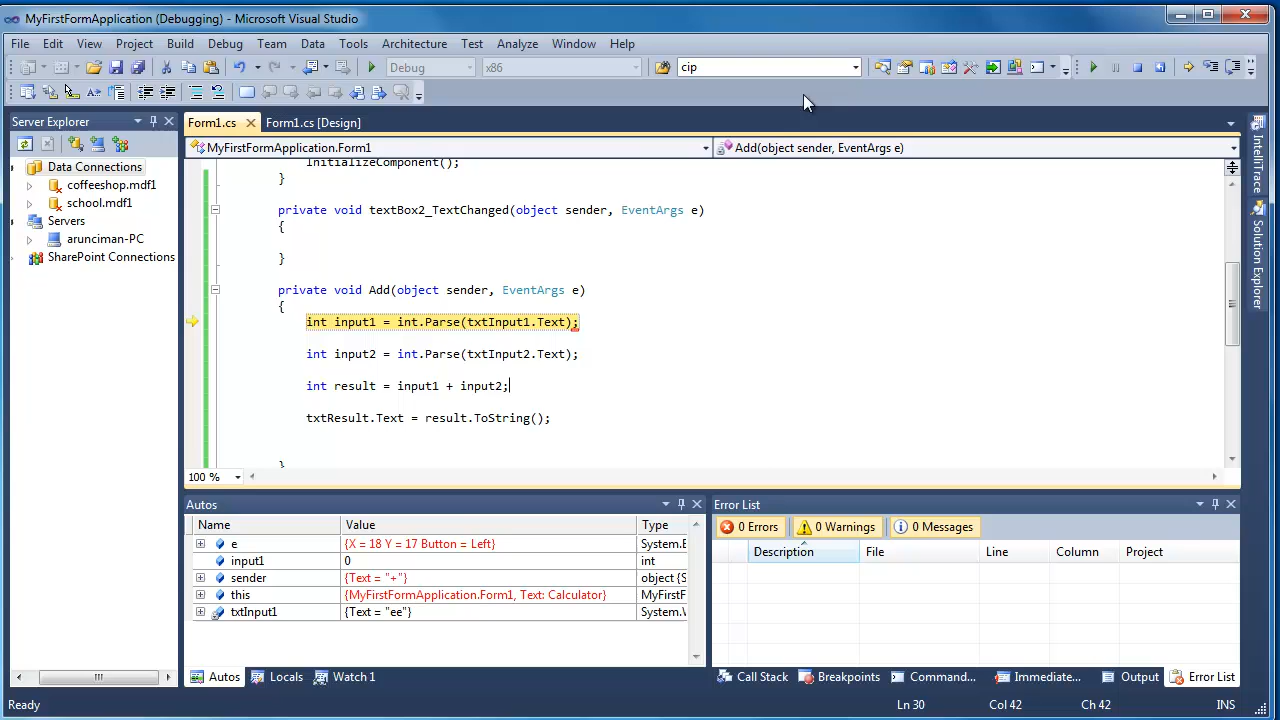 MyFirstFormApplication (Debugging) - Microsoft Visual Studio
File Edit View Project Build Debug Team Data Tools Architecture Test Analyze Window Help
Debug x86 cip
Server Explorer
Data Connections
coffeeshop.mdf1
school.mdf1
Servers
arunciman-PC
SharePoint Connections
Form1.cs Form1.cs [Design]
MyFirstFormApplication.Form1 Add(object sender, EventArgs e)
InitializeComponent();
}
private void textBox2_TextChanged(object sender, EventArgs e)
{
}
private void Add(object sender, EventArgs e)
{
int input1 = int.Parse(txtInput1.Text);
int input2 = int.Parse(txtInput2.Text);
int result = input1 + input2;
txtResult.Text = result.ToString();
}
100 %
IntelliTrace
Solution Explorer
Autos
Name Value Type
e {X = 18 Y = 17 Button = Left} System.E
input1 0 int
sender {Text = "+"} object {S
this {MyFirstFormApplication.Form1, Text: Calculator} MyFirstF
txtInput1 {Text = "ee"} System.W
Autos Locals Watch 1
Error List
0 Errors 0 Warnings 0 Messages
Description File Line Column Project
Call Stack Breakpoints Command... Immediate... Output Error List
Ready Ln 30 Col 42 Ch 42 INS